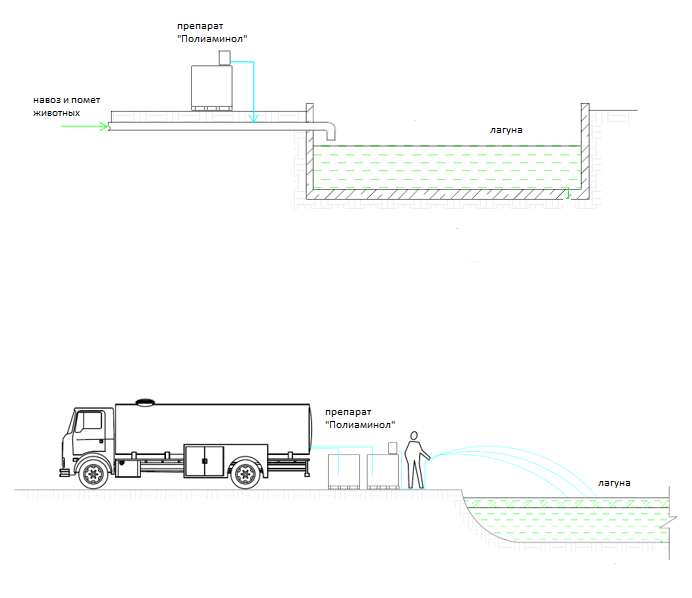 препарат
"Полиаминол"
навоз и помет
животных
лагуна
препарат
"Полиаминол"
лагуна